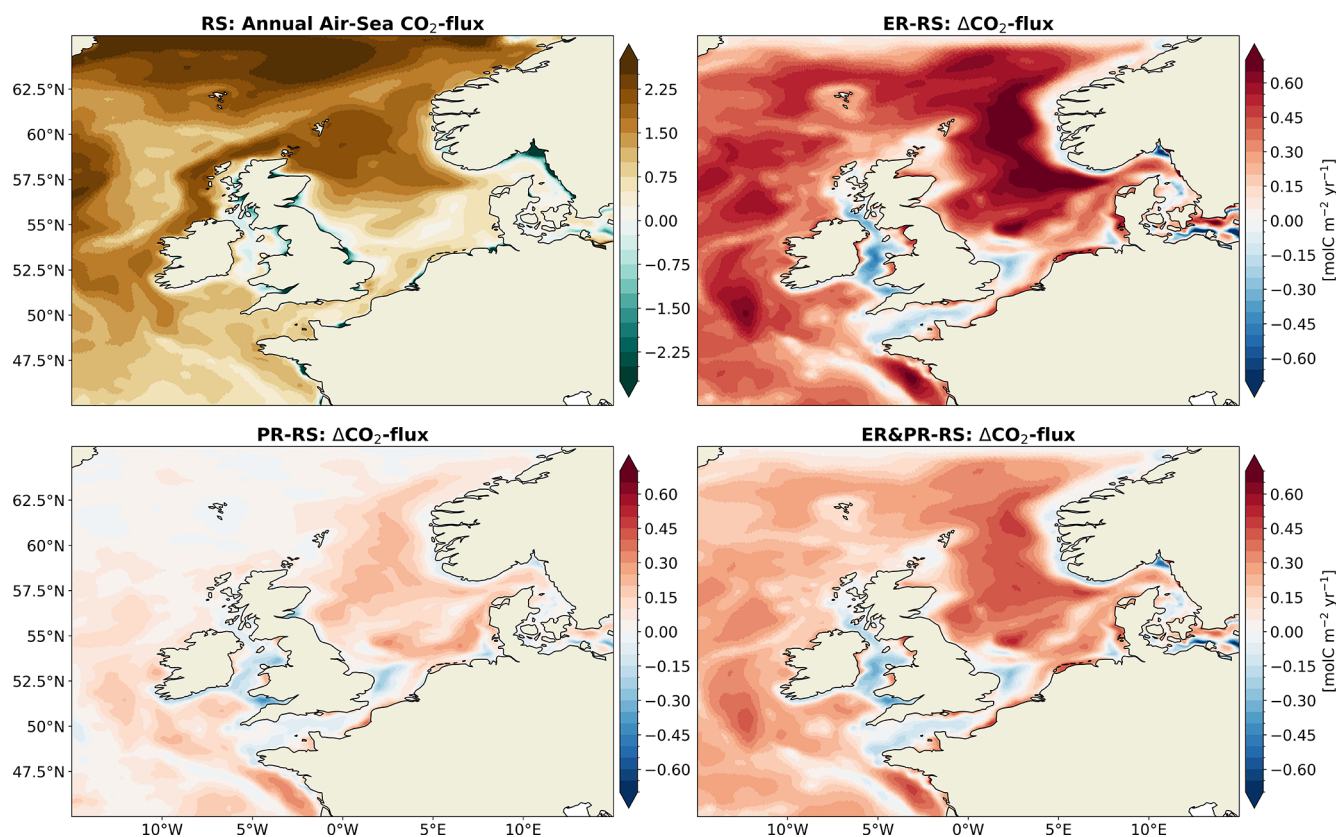 RS: Annual Air-Sea CO₂-flux
62.5°N
60°N
57.5°N
55°N
52.5°N
50°N
47.5°N
2.25
1.50
0.75
0.00
−0.75
−1.50
−2.25
ER-RS: ΔCO₂-flux
0.60
0.45
0.30
0.15
0.00
−0.15
−0.30
−0.45
−0.60
[molC m⁻² yr⁻¹]
PR-RS: ΔCO₂-flux
62.5°N
60°N
57.5°N
55°N
52.5°N
50°N
47.5°N
10°W
5°W
0°W
5°E
10°E
0.60
0.45
0.30
0.15
0.00
−0.15
−0.30
−0.45
−0.60
ER&PR-RS: ΔCO₂-flux
10°W
5°W
0°W
5°E
10°E
0.60
0.45
0.30
0.15
0.00
−0.15
−0.30
−0.45
−0.60
[molC m⁻² yr⁻¹]